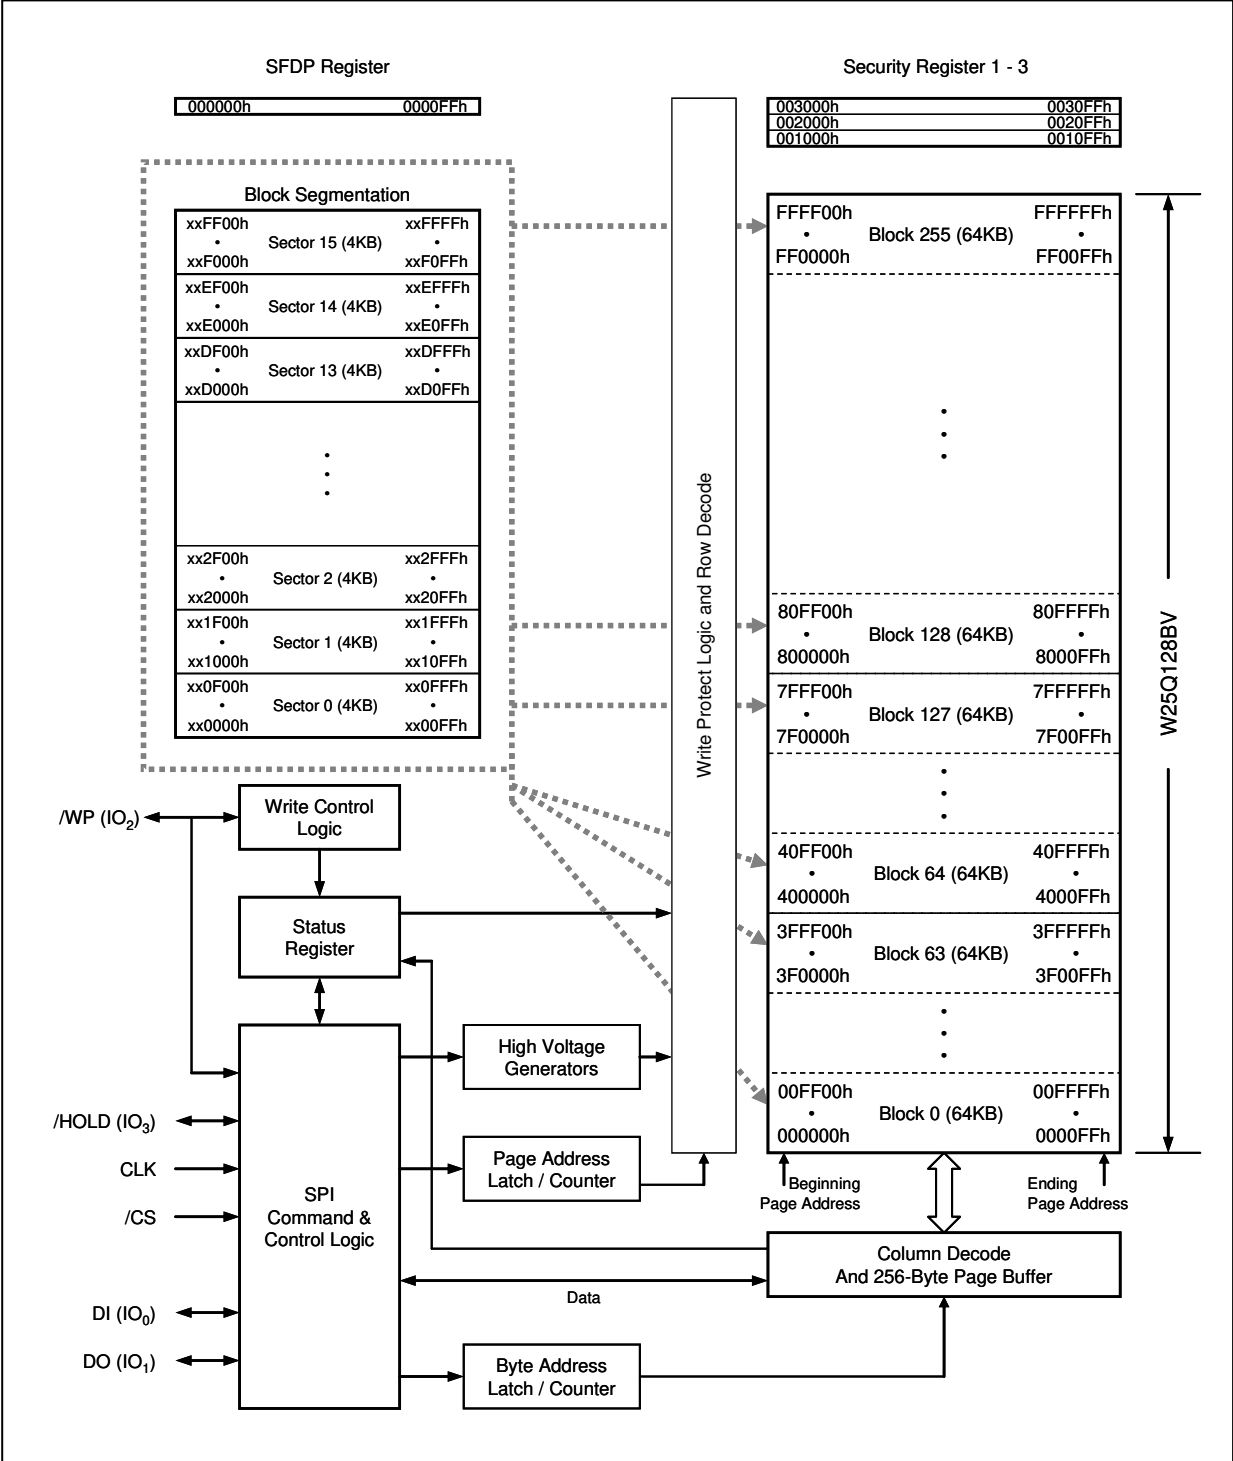 SFDP Register
000000h 0000FFh
Security Register 1 - 3
003000h 0030FFh
002000h 0020FFh
001000h 0010FFh
Block Segmentation
xxFF00h xxFFFFh
• Sector 15 (4KB) •
xxF000h xxF0FFh
xxEF00h xxEFFFh
• Sector 14 (4KB) •
xxE000h xxE0FFh
xxDF00h xxDFFFh
• Sector 13 (4KB) •
xxD000h xxD0FFh
xx2F00h xx2FFFh
• Sector 2 (4KB) •
xx2000h xx20FFh
xx1F00h xx1FFFh
• Sector 1 (4KB) •
xx1000h xx10FFh
xx0F00h xx0FFFh
• Sector 0 (4KB) •
xx0000h xx00FFh
Write Protect Logic and Row Decode
FFFF00h FFFFFFh
• Block 255 (64KB) •
FF0000h FF00FFh
80FF00h 80FFFFh
• Block 128 (64KB) •
800000h 8000FFh
7FFF00h 7FFFFFh
• Block 127 (64KB) •
7F0000h 7F00FFh
40FF00h 40FFFFh
• Block 64 (64KB) •
400000h 4000FFh
3FFF00h 3FFFFFh
• Block 63 (64KB) •
3F0000h 3F00FFh
00FF00h 00FFFFh
• Block 0 (64KB) •
000000h 0000FFh
W25Q128BV
Beginning
Page Address
Ending
Page Address
/WP (IO2)
Write Control
Logic
Status
Register
High Voltage
Generators
/HOLD (IO3)
CLK
/CS
SPI
Command &
Control Logic
Page Address
Latch / Counter
Column Decode
And 256-Byte Page Buffer
Data
DI (IO0)
DO (IO1)
Byte Address
Latch / Counter